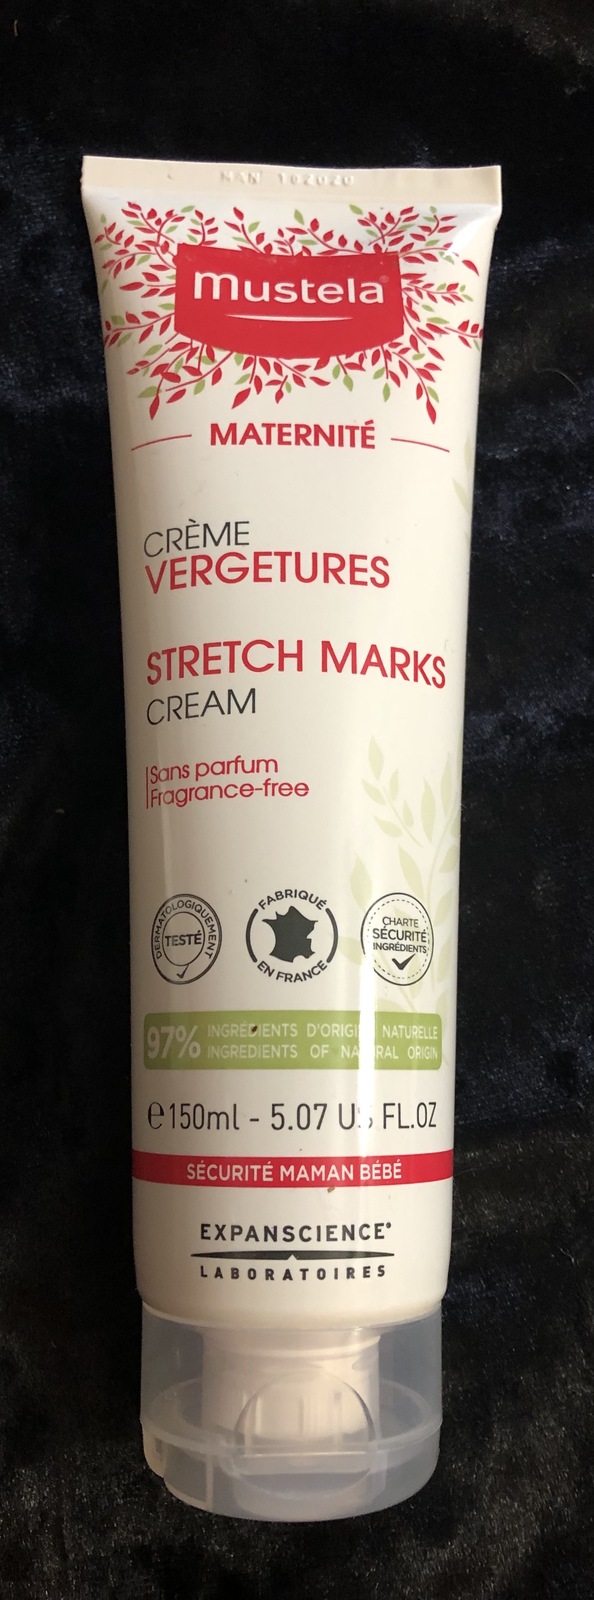 MAN 102020
mustela®
MATERNITÉ
CRÈME
VERGETURES
STRETCH MARKS
CREAM
Sans parfum
Fragrance-free
DERMATOLOGIQUEMENT
TESTÉ
FABRIQUÉ
EN FRANCE
CHARTE
SÉCURITÉ
INGRÉDIENTS
97% INGRÉDIENTS D'ORIGINE NATURELLE
INGREDIENTS OF NATURAL ORIGIN
℮150ml - 5.07 US FL.OZ
SÉCURITÉ MAMAN BÉBÉ
EXPANSCIENCE®
LABORATOIRES